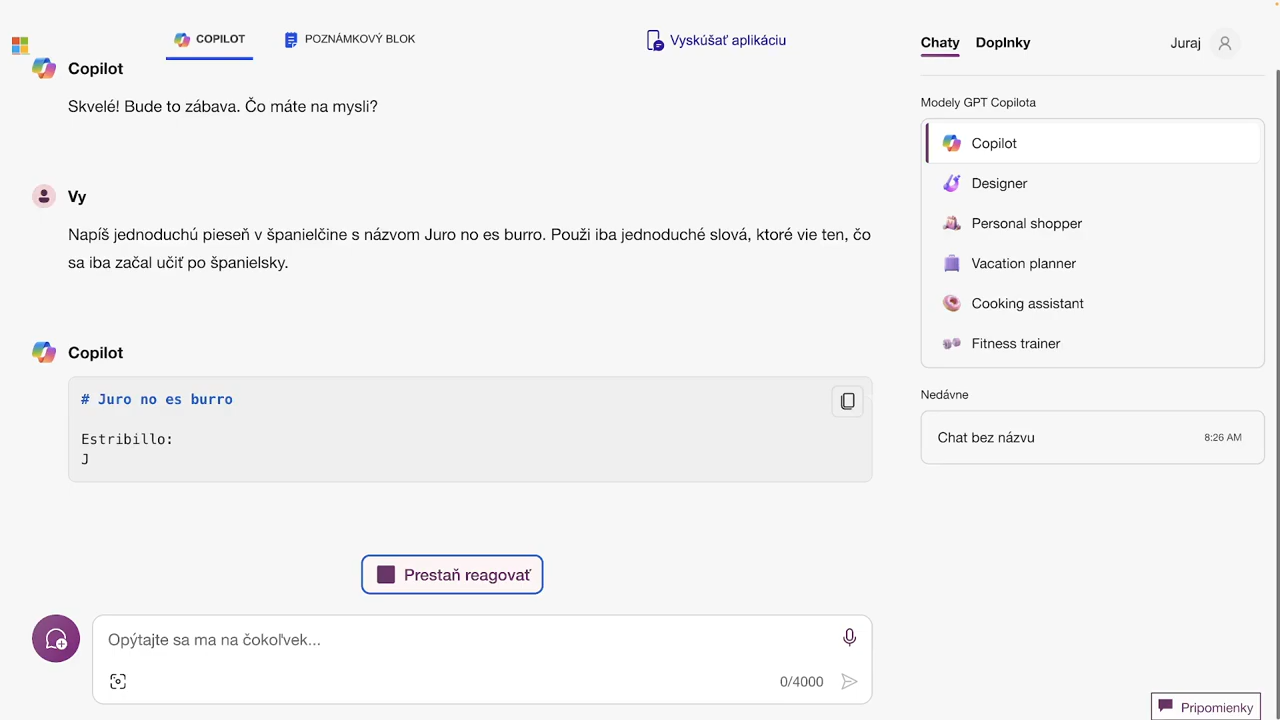 COPILOT
POZNÁMKOVÝ BLOK
Vyskúšať aplikáciu
Chaty
Doplnky
Juraj
Copilot
Skvelé! Bude to zábava. Čo máte na mysli?
Vy
Napíš jednoduchú pieseň v španielčine s názvom Juro no es burro. Použi iba jednoduché slová, ktoré vie ten, čo
sa iba začal učiť po španielsky.
Copilot
# Juro no es burro
Estribillo:
J
Prestaň reagovať
Opýtajte sa ma na čokoľvek...
0/4000
Modely GPT Copilota
Copilot
Designer
Personal shopper
Vacation planner
Cooking assistant
Fitness trainer
Nedávne
Chat bez názvu
8:26 AM
Pripomienky